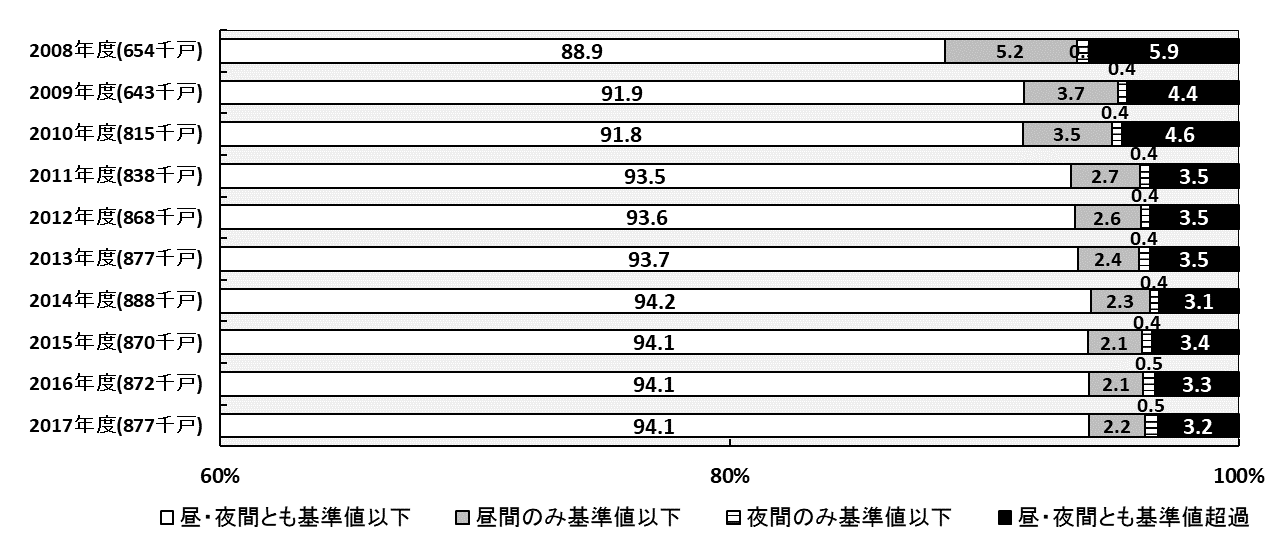 2008年度(654千戸) 88.9 5.2 5.9
0.4
2009年度(643千戸) 91.9 3.7 4.4
0.4
2010年度(815千戸) 91.8 3.5 4.6
0.4
2011年度(838千戸) 93.5 2.7 3.5
0.4
2012年度(868千戸) 93.6 2.6 3.5
0.4
2013年度(877千戸) 93.7 2.4 3.5
0.4
2014年度(888千戸) 94.2 2.3 3.1
0.4
2015年度(870千戸) 94.1 2.1 3.4
0.5
2016年度(872千戸) 94.1 2.1 3.3
0.5
2017年度(877千戸) 94.1 2.2 3.2
60% 80% 100%
昼・夜間とも基準値以下 昼間のみ基準値以下 夜間のみ基準値以下 昼・夜間とも基準値超過